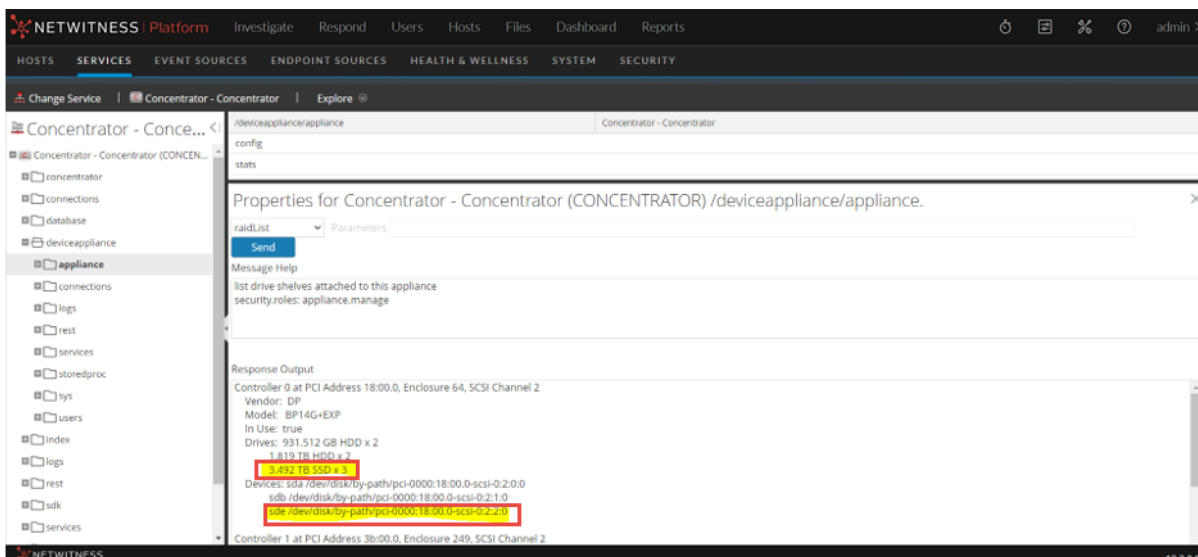 NETWITNESS | Platform Investigate Respond Users Hosts Files Dashboard Reports admin
HOSTS SERVICES EVENT SOURCES ENDPOINT SOURCES HEALTH & WELLNESS SYSTEM SECURITY
Change Service | Concentrator - Concentrator | Explore
Concentrator - Conce...
Concentrator - Concentrator (CONCEN...
concentrator
connections
database
deviceappliance
appliance
connections
logs
rest
services
storedproc
sys
users
index
logs
rest
sdk
services
/deviceappliance/appliance Concentrator - Concentrator
config
stats
Properties for Concentrator - Concentrator (CONCENTRATOR) /deviceappliance/appliance.
raidList Parameters
Send
Message Help
list drive shelves attached to this appliance
security.roles: appliance.manage
Response Output
Controller 0 at PCI Address 18:00.0, Enclosure 64, SCSI Channel 2
Vendor: DP
Model: BP14G+EXP
In Use: true
Drives: 931.512 GB HDD x 2
1.819 TB HDD x 2
3.492 TB SSD x 3
Devices: sda /dev/disk/by-path/pci-0000:18:00.0-scsi-0:2:0:0
sdb /dev/disk/by-path/pci-0000:18:00.0-scsi-0:2:1:0
sde /dev/disk/by-path/pci-0000:18:00.0-scsi-0:2:2:0
Controller 1 at PCI Address 3b:00.0, Enclosure 249, SCSI Channel 2
NETWITNESS